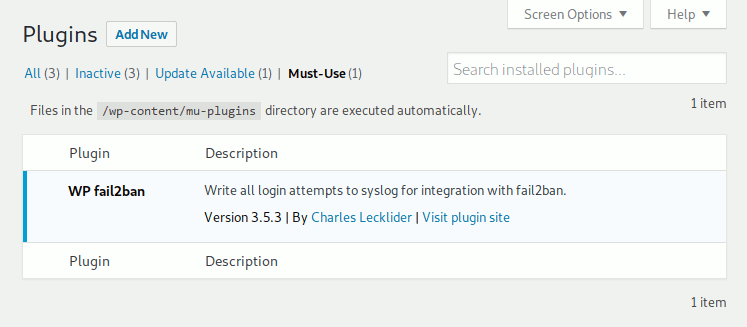 Screen Options ▼ Help ▼
Plugins Add New
All (3) | Inactive (3) | Update Available (1) | Must-Use (1)
Search installed plugins...
Files in the /wp-content/mu-plugins directory are executed automatically.
1 item
Plugin Description
WP fail2ban Write all login attempts to syslog for integration with fail2ban.
Version 3.5.3 | By Charles Lecklider | Visit plugin site
Plugin Description
1 item